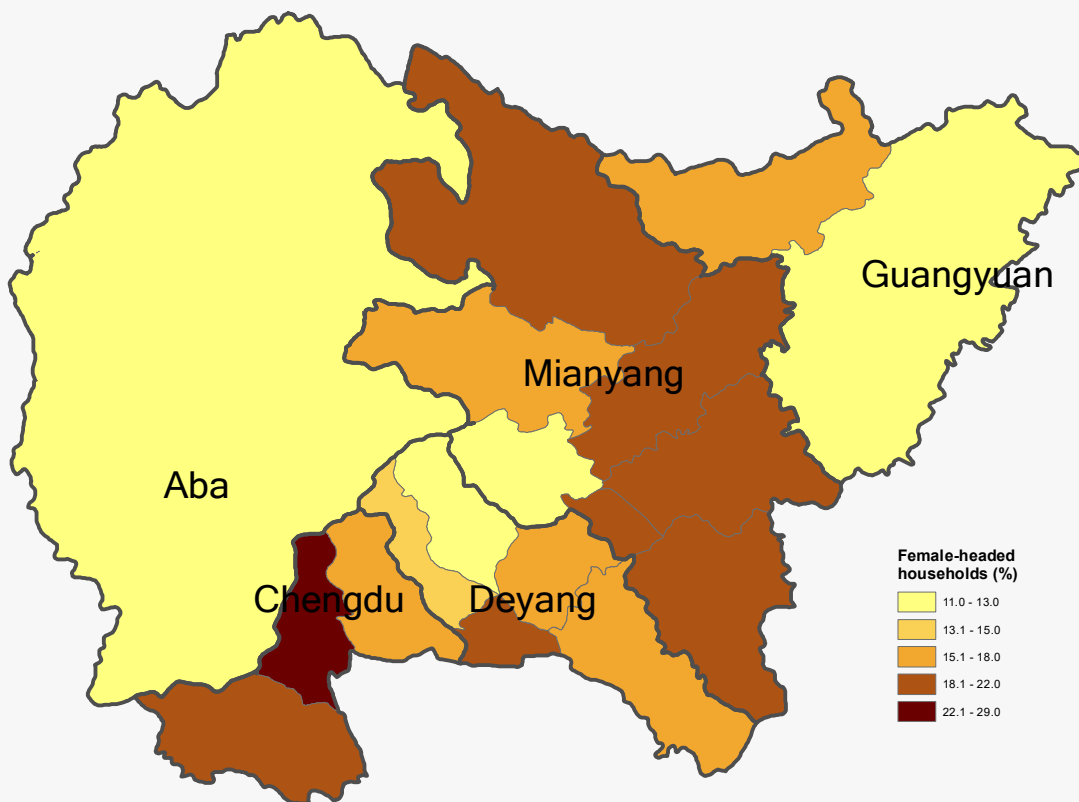 Guangyuan
Mianyang
Aba
Chengdu
Deyang
Female-headed
households (%)
11.0 - 13.0
13.1 - 15.0
15.1 - 18.0
18.1 - 22.0
22.1 - 29.0